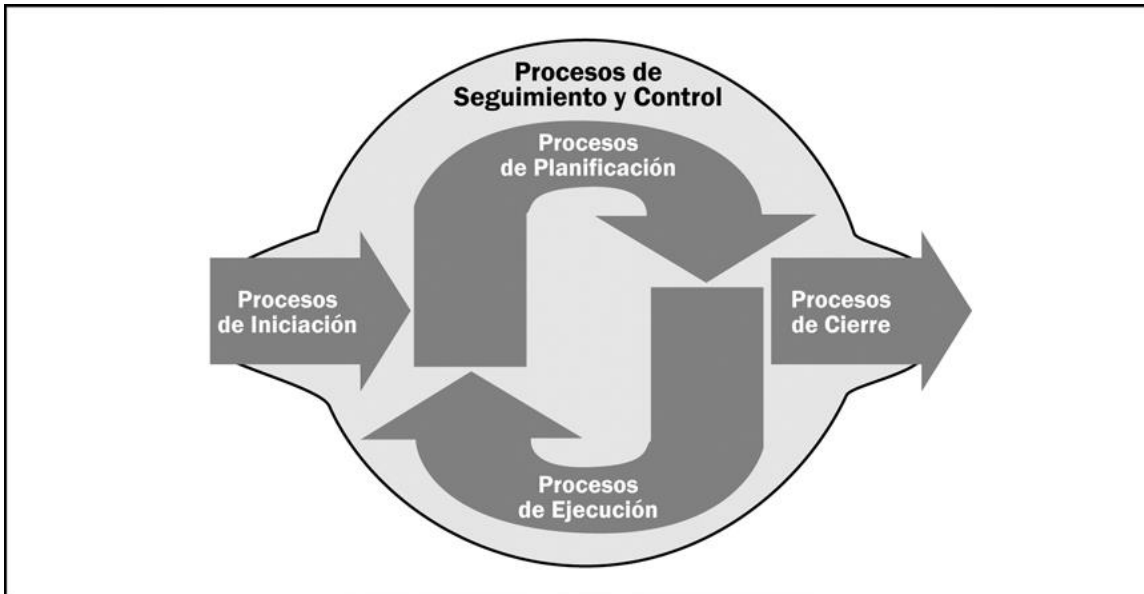 Procesos de
Seguimiento y Control
Procesos
de Planificación
Procesos
de Iniciación
Procesos
de Cierre
Procesos
de Ejecución